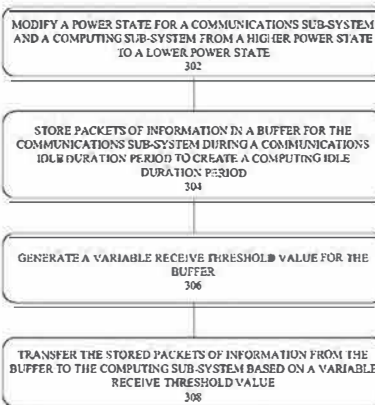 MODIFY A POWER STATE FOR A COMMUNICATIONS SUB-SYSTEM
AND A COMPUTING SUB-SYSTEM FROM A HIGHER POWER STATE
TO A LOWER POWER STATE
302
STORE PACKETS OF INFORMATION IN A BUFFER FOR THE
COMMUNICATIONS SUB-SYSTEM DURING A COMMUNICATIONS
IDLE DURATION PERIOD TO CREATE A COMPUTING IDLE
DURATION PERIOD
304
GENERATE A VARIABLE RECEIVE THRESHOLD VALUE FOR THE
BUFFER
306
TRANSFER THE STORED PACKETS OF INFORMATION FROM THE
BUFFER TO THE COMPUTING SUB-SYSTEM BASED ON A VARIABLE
RECEIVE THRESHOLD VALUE
308